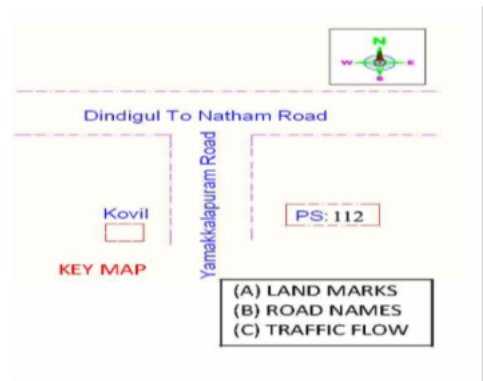 N
W E
S
Dindigul To Natham Road
Yamakkalapuram Road
Kovil
PS: 112
KEY MAP
(A) LAND MARKS
(B) ROAD NAMES
(C) TRAFFIC FLOW